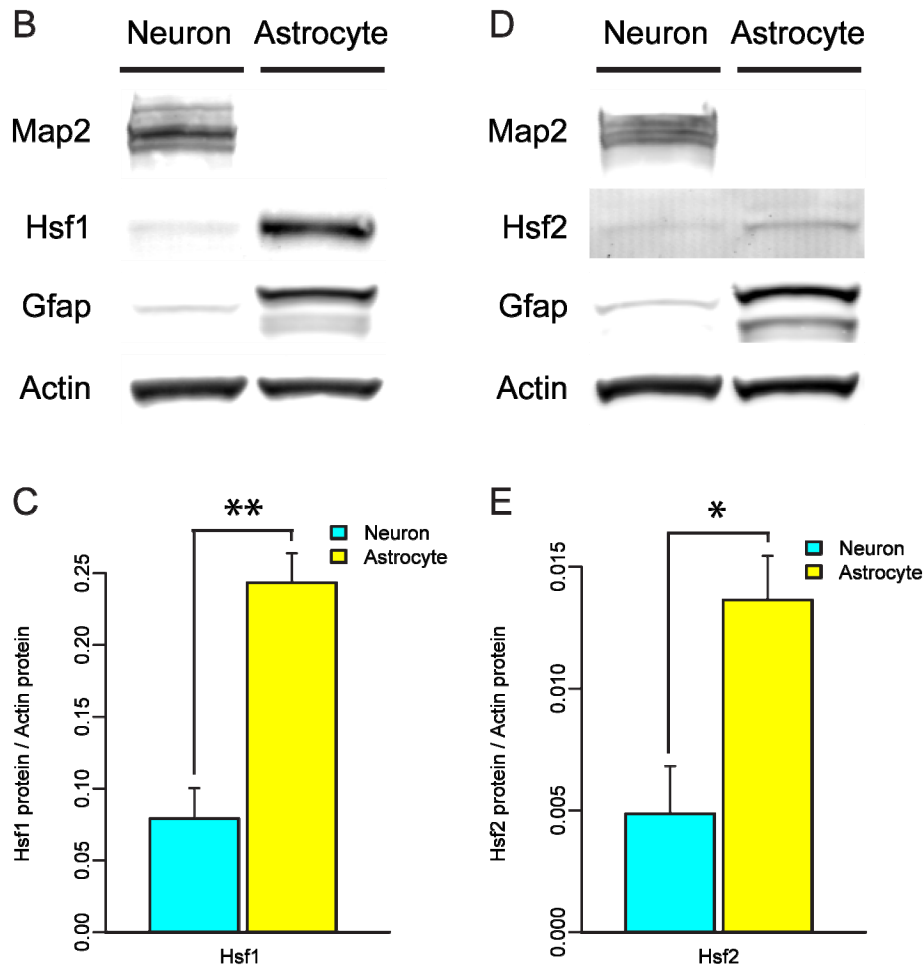 B
Neuron Astrocyte
Map2
Hsf1
Gfap
Actin
D
Neuron Astrocyte
Map2
Hsf2
Gfap
Actin
C
**
Neuron
Astrocyte
Hsf1 protein / Actin protein
0.25
0.20
0.15
0.10
0.05
0.00
Hsf1
E
*
Neuron
Astrocyte
Hsf2 protein / Actin protein
0.015
0.010
0.005
0.000
Hsf2